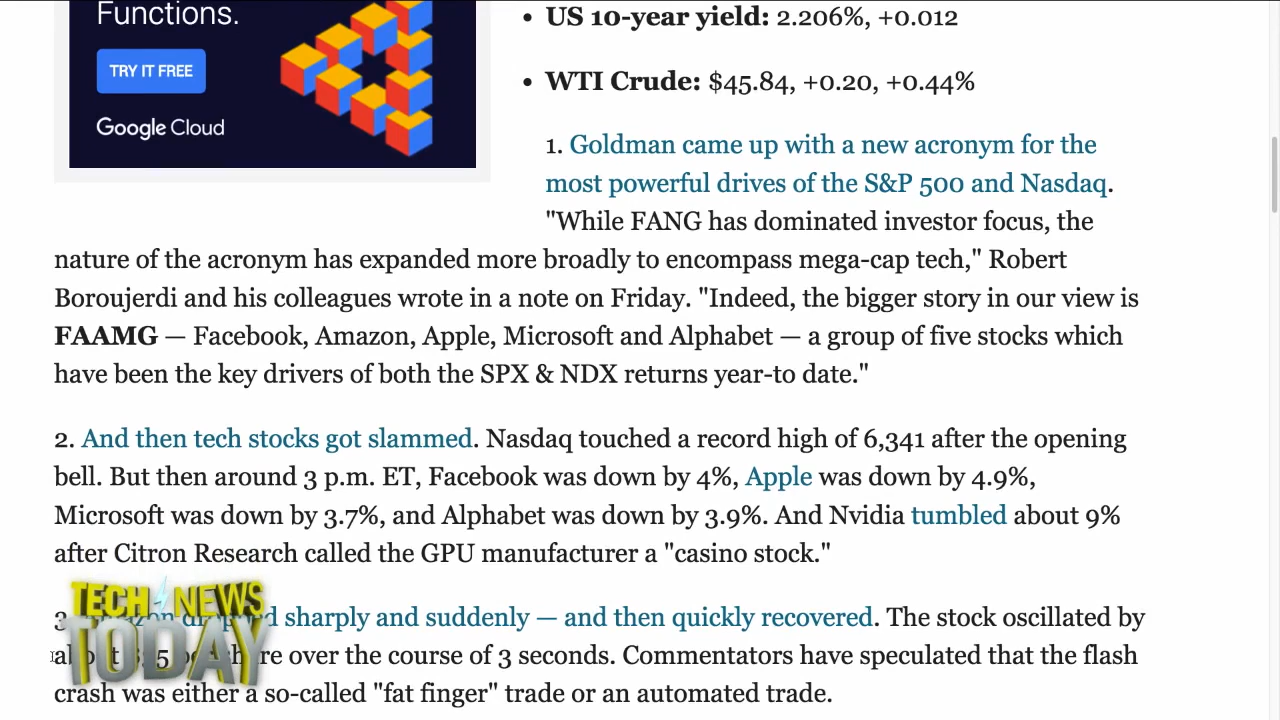 Functions.
TRY IT FREE
Google Cloud
• US 10-year yield: 2.206%, +0.012
• WTI Crude: $45.84, +0.20, +0.44%
1. Goldman came up with a new acronym for the
most powerful drives of the S&P 500 and Nasdaq.
"While FANG has dominated investor focus, the
nature of the acronym has expanded more broadly to encompass mega-cap tech," Robert
Boroujerdi and his colleagues wrote in a note on Friday. "Indeed, the bigger story in our view is
FAAMG — Facebook, Amazon, Apple, Microsoft and Alphabet — a group of five stocks which
have been the key drivers of both the SPX & NDX returns year-to date."
2. And then tech stocks got slammed. Nasdaq touched a record high of 6,341 after the opening
bell. But then around 3 p.m. ET, Facebook was down by 4%, Apple was down by 4.9%,
Microsoft was down by 3.7%, and Alphabet was down by 3.9%. And Nvidia tumbled about 9%
after Citron Research called the GPU manufacturer a "casino stock."
3. sharply and suddenly — and then quickly recovered. The stock oscillated by
over the course of 3 seconds. Commentators have speculated that the flash
crash was either a so-called "fat finger" trade or an automated trade.
TECH NEWS
TODAY